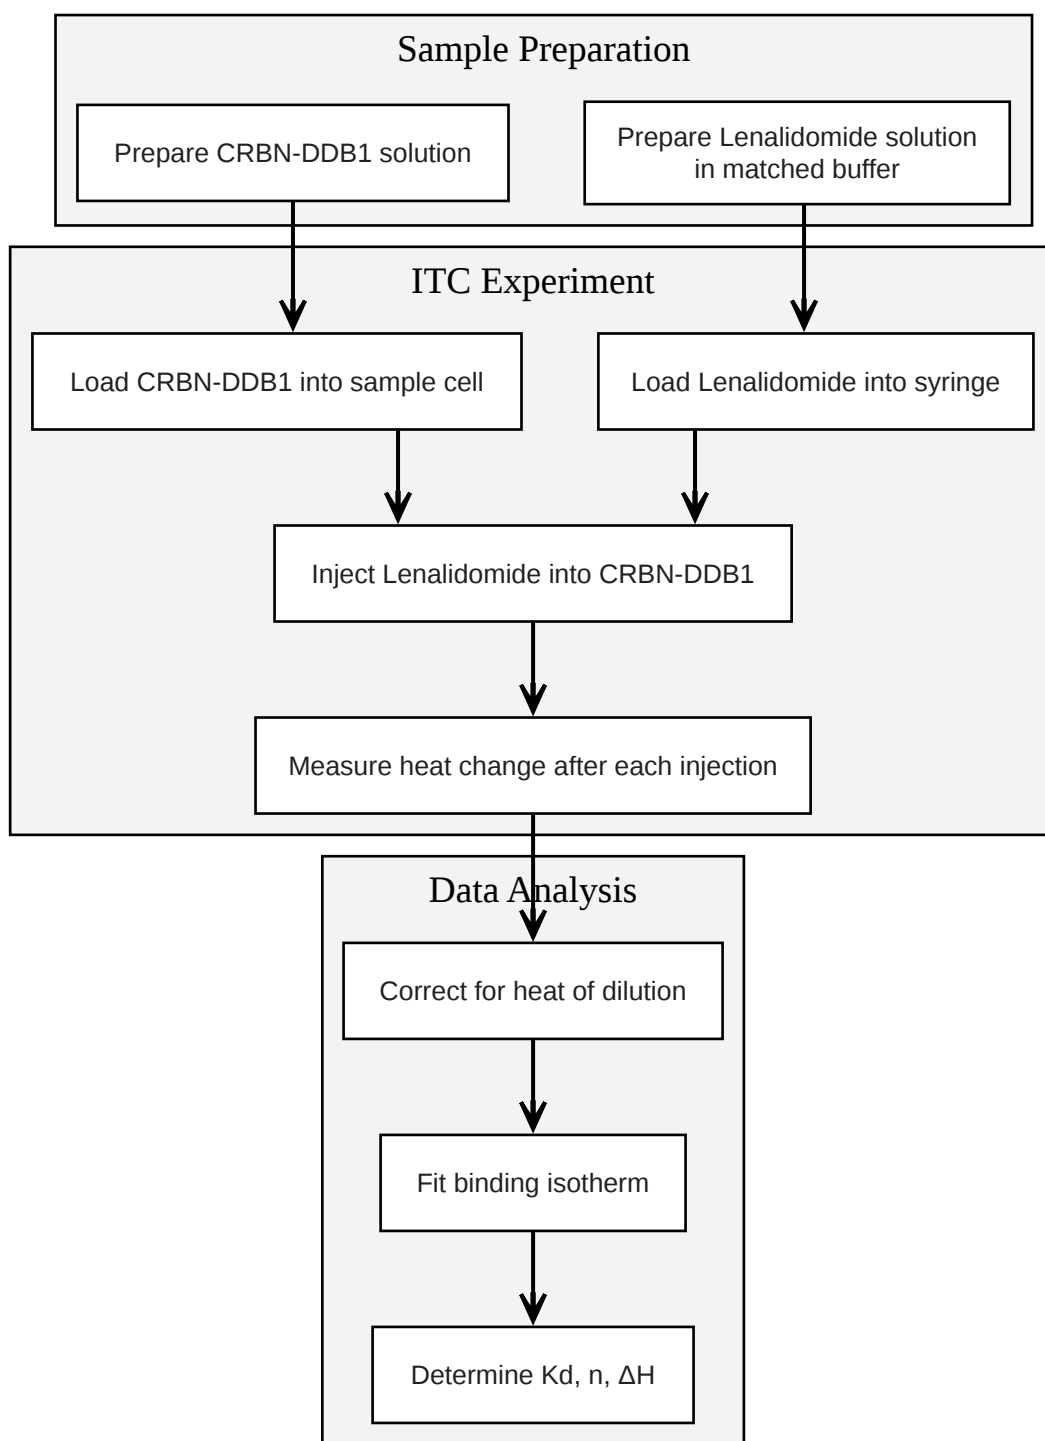 Sample Preparation
Prepare CRBN-DDB1 solution
Prepare Lenalidomide solution
in matched buffer
ITC Experiment
Load CRBN-DDB1 into sample cell
Load Lenalidomide into syringe
Inject Lenalidomide into CRBN-DDB1
Measure heat change after each injection
Data Analysis
Correct for heat of dilution
Fit binding isotherm
Determine Kd, n, ΔH